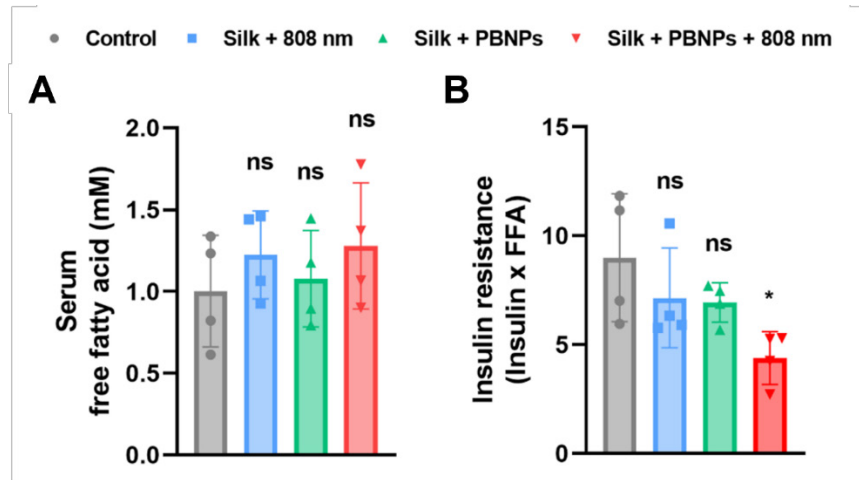 Control Silk + 808 nm Silk + PBNPs Silk + PBNPs + 808 nm
A
Serum
free fatty acid (mM)
2.0
1.5
1.0
0.5
0.0
ns
ns
ns
B
Insulin resistance
(Insulin x FFA)
15
10
5
0
ns
ns
*